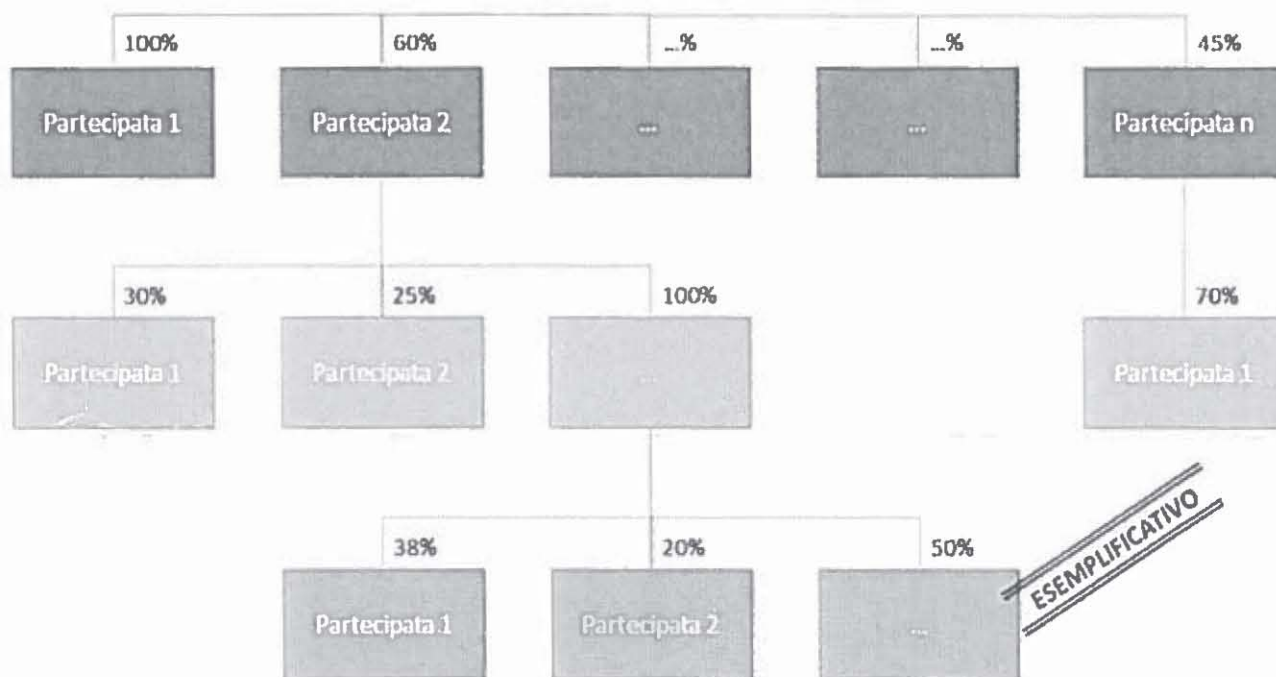 100% 60% ...% ...% 45%
Partecipata 1 Partecipata 2 ... ... Partecipata n
30% 25% 100% 70%
Partecipata 1 Partecipata 2 ... Partecipata 1
38% 20% 50%
Partecipata 1 Partecipata 2 ...
ESEMPLIFICATIVO